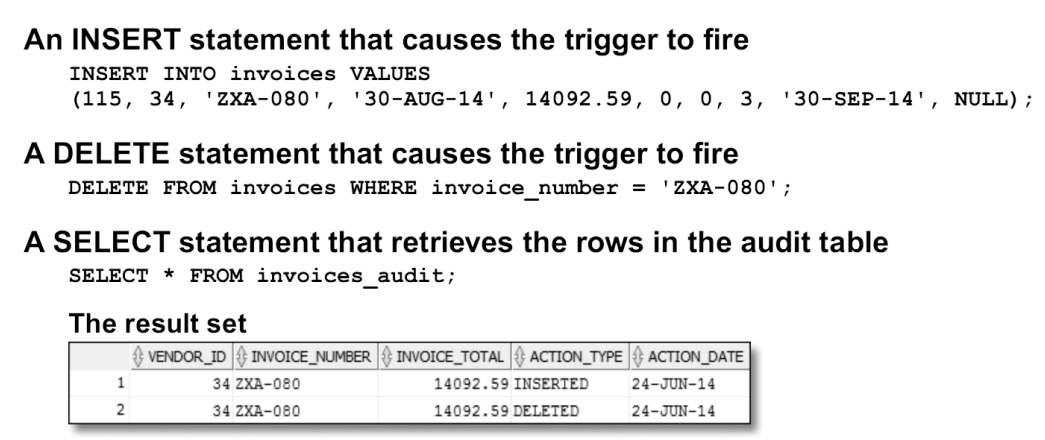 An INSERT statement that causes the trigger to fire
INSERT INTO invoices VALUES
(115, 34, 'ZXA-080', '30-AUG-14', 14092.59, 0, 0, 3, '30-SEP-14', NULL);
A DELETE statement that causes the trigger to fire
DELETE FROM invoices WHERE invoice_number = 'ZXA-080';
A SELECT statement that retrieves the rows in the audit table
SELECT * FROM invoices_audit;
The result set
VENDOR_ID INVOICE_NUMBER INVOICE_TOTAL ACTION_TYPE ACTION_DATE
1 34 ZXA-080 14092.59 INSERTED 24-JUN-14
2 34 ZXA-080 14092.59 DELETED 24-JUN-14